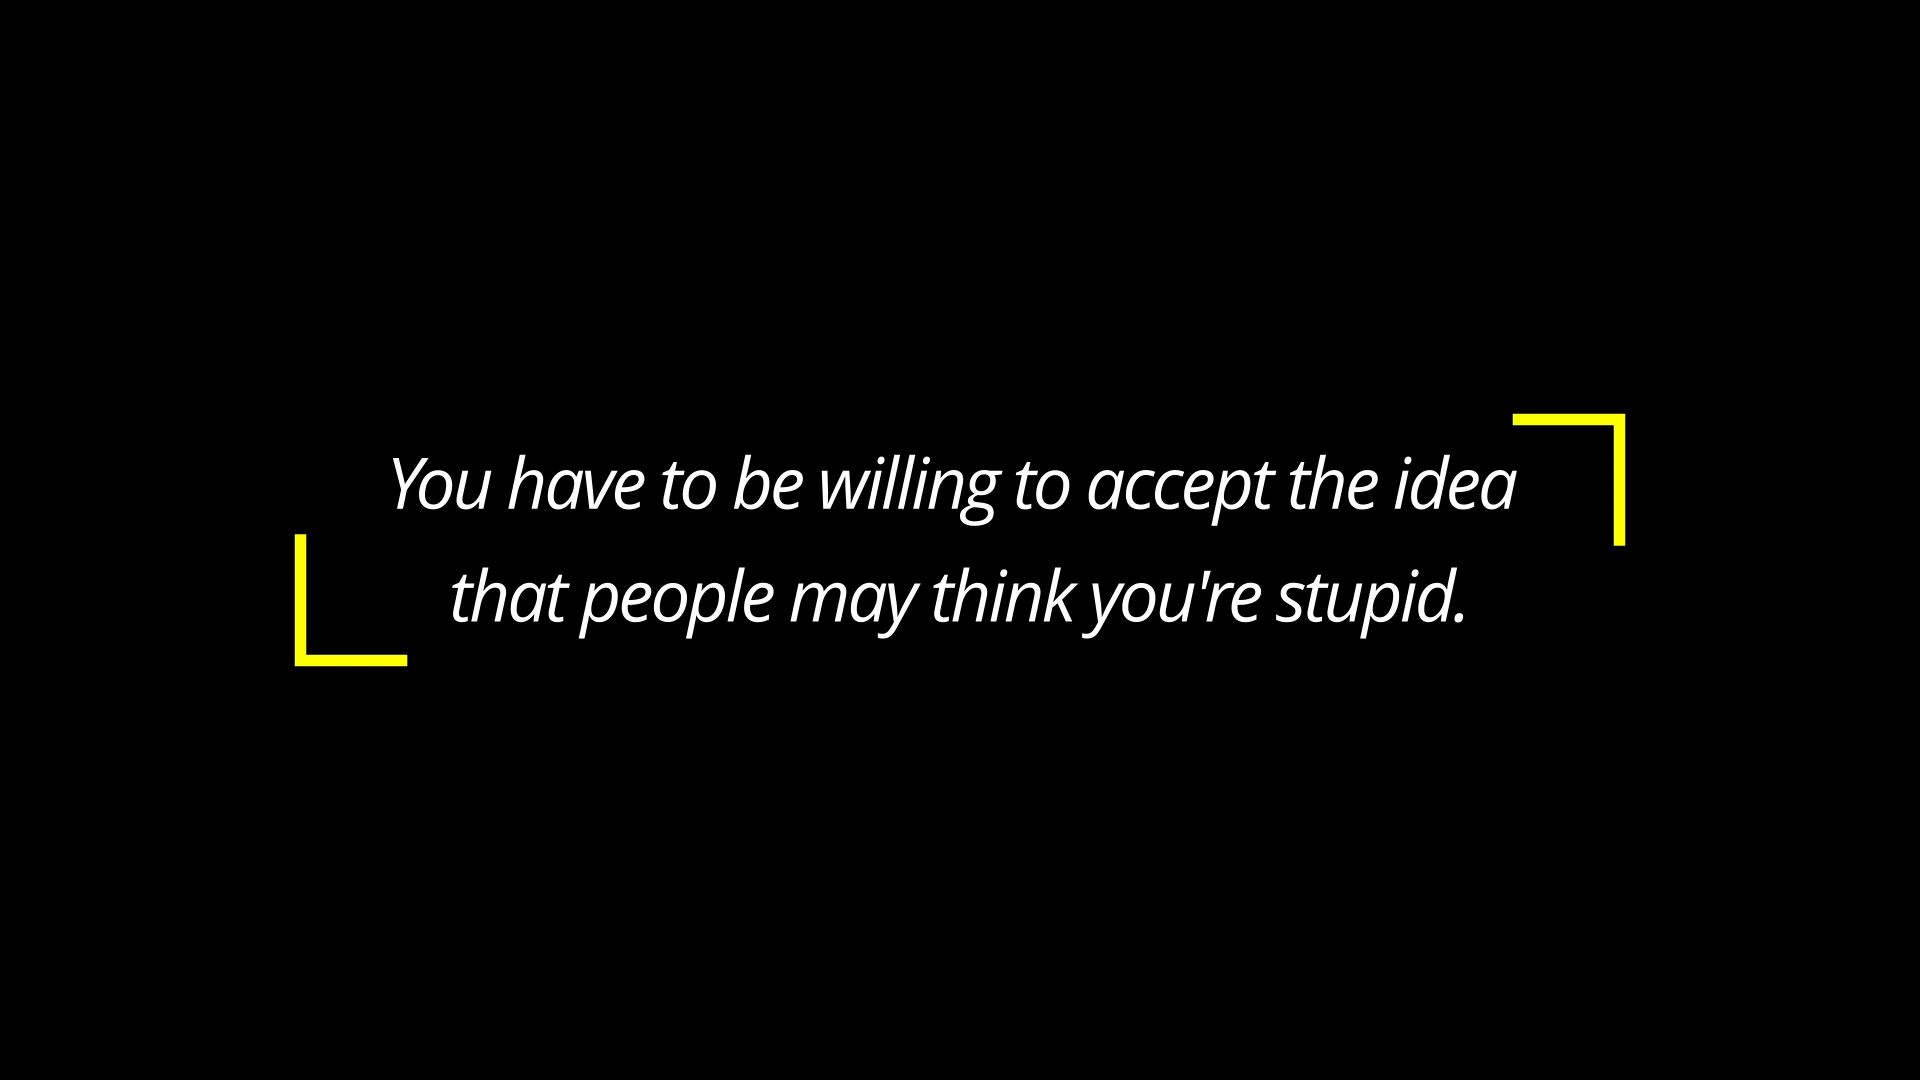 You have to be willing to accept the idea
that people may think you're stupid.